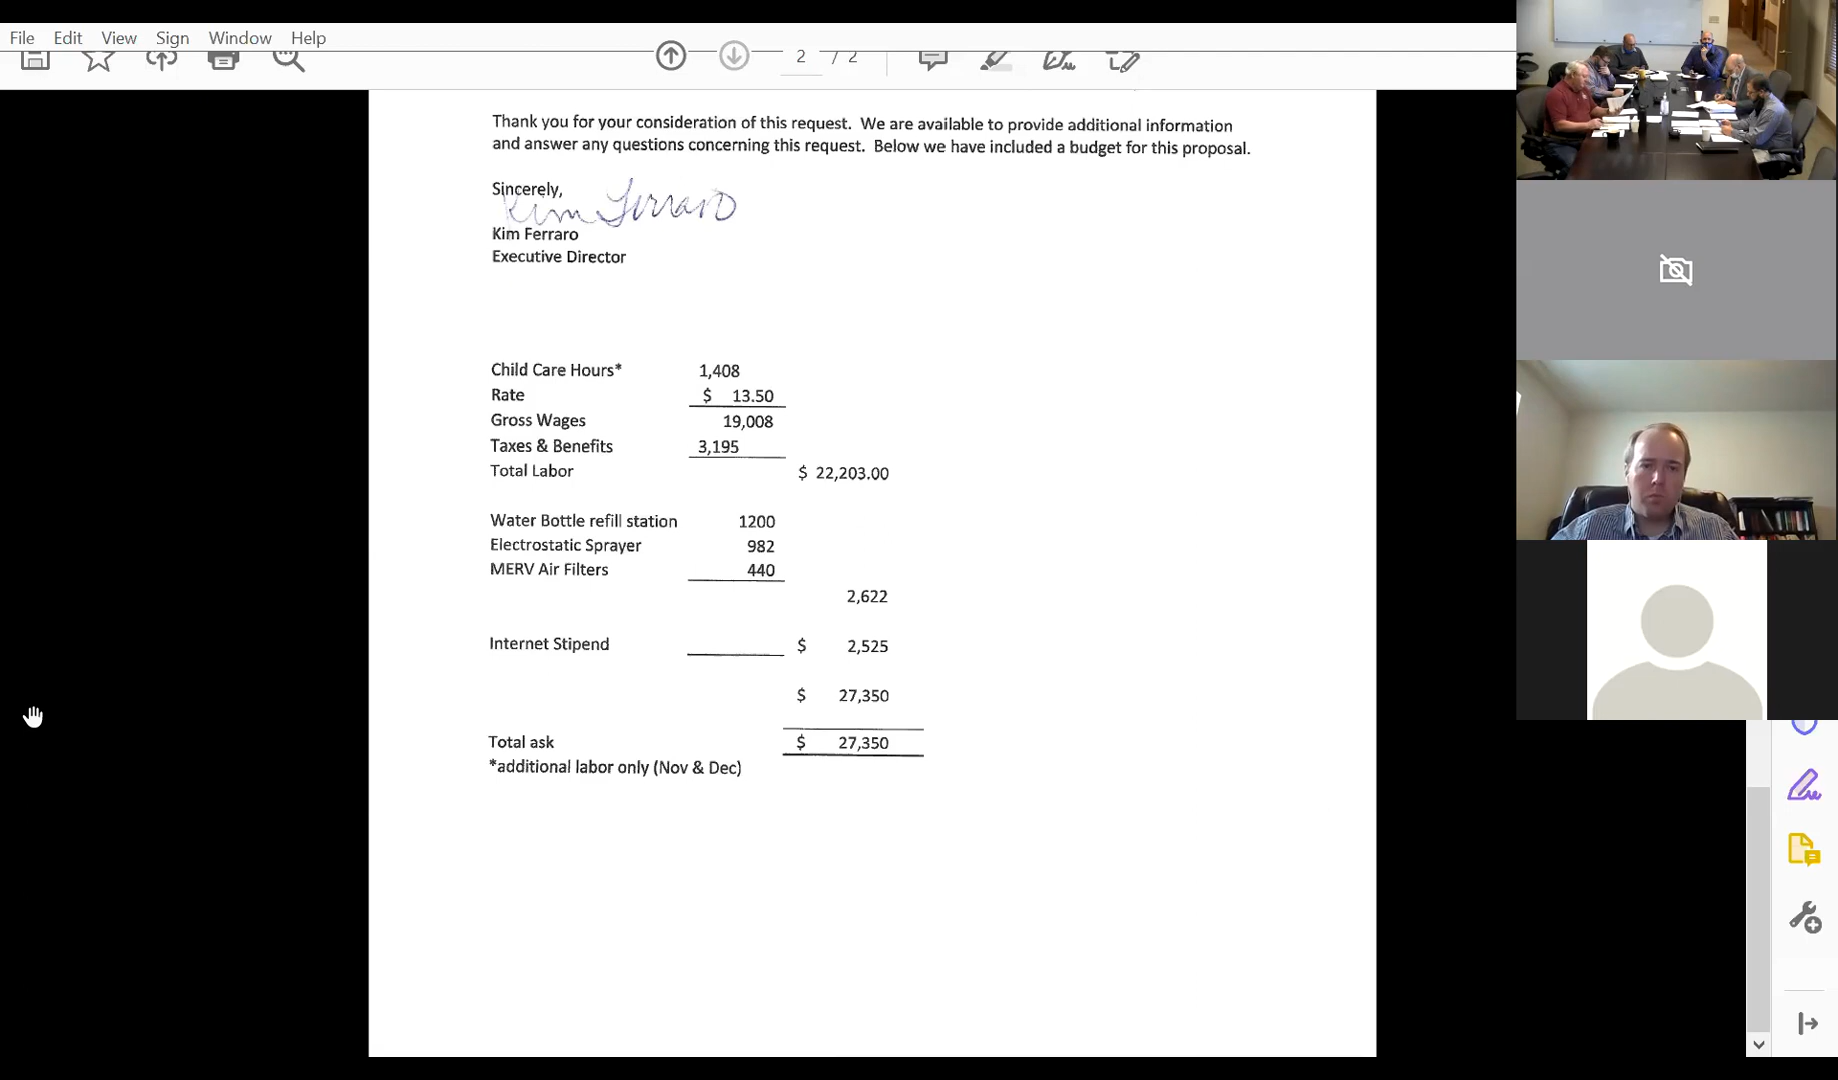 File Edit View Sign Window Help
2 / 2
Thank you for your consideration of this request. We are available to provide additional information
and answer any questions concerning this request. Below we have included a budget for this proposal.
Sincerely,
Kim Ferraro
Kim Ferraro
Executive Director
Child Care Hours* 1,408
Rate $ 13.50
Gross Wages 19,008
Taxes & Benefits 3,195
Total Labor $ 22,203.00
Water Bottle refill station 1200
Electrostatic Sprayer 982
MERV Air Filters 440
2,622
Internet Stipend $ 2,525
$ 27,350
Total ask $ 27,350
*additional labor only (Nov & Dec)